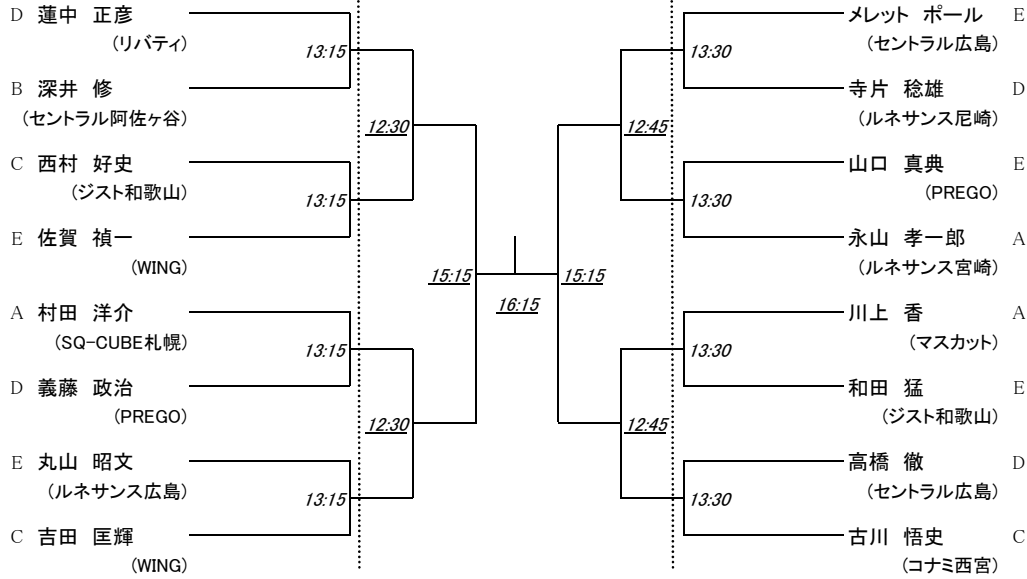 D 蓮中 正彦
(リバティ)
13:15
B 深井 修
(セントラル阿佐ヶ谷)
12:30
C 西村 好史
(ジスト和歌山)
13:15
E 佐賀 禎一
(WING)
15:15
A 村田 洋介
(SQ-CUBE札幌)
13:15
D 義藤 政治
(PREGO)
12:30
E 丸山 昭文
(ルネサンス広島)
13:15
C 吉田 匡輝
(WING)
16:15
メレット ポール E
(セントラル広島)
13:30
寺片 稔雄 D
(ルネサンス尼崎)
12:45
山口 真典 E
(PREGO)
13:30
永山 孝一郎 A
(ルネサンス宮崎)
15:15
川上 香 A
(マスカット)
13:30
和田 猛 E
(ジスト和歌山)
12:45
高橋 徹 D
(セントラル広島)
13:30
古川 悟史 C
(コナミ西宮)